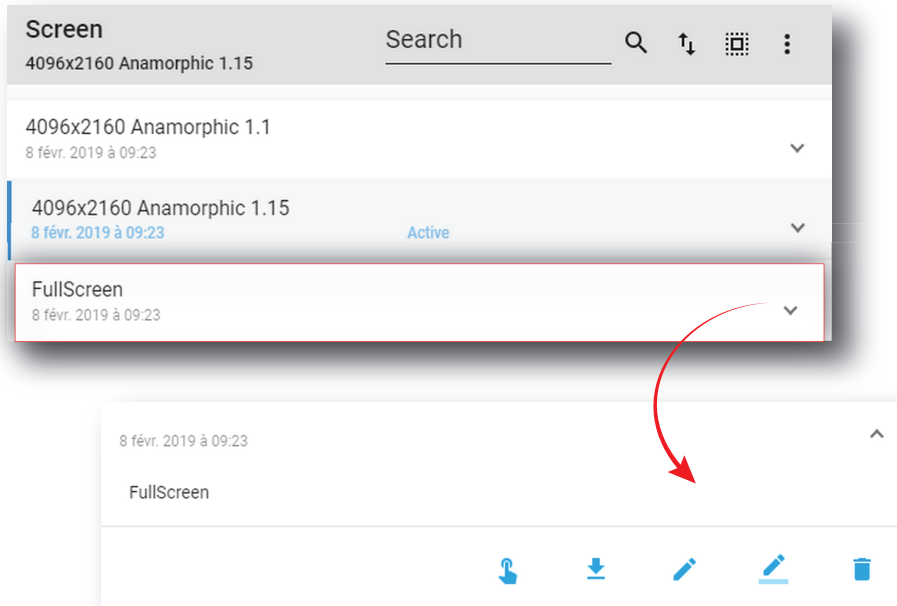 Screen
Search
4096x2160 Anamorphic 1.15
4096x2160 Anamorphic 1.1
8 févr. 2019 à 09:23
4096x2160 Anamorphic 1.15
8 févr. 2019 à 09:23 Active
FullScreen
8 févr. 2019 à 09:23
8 févr. 2019 à 09:23
FullScreen